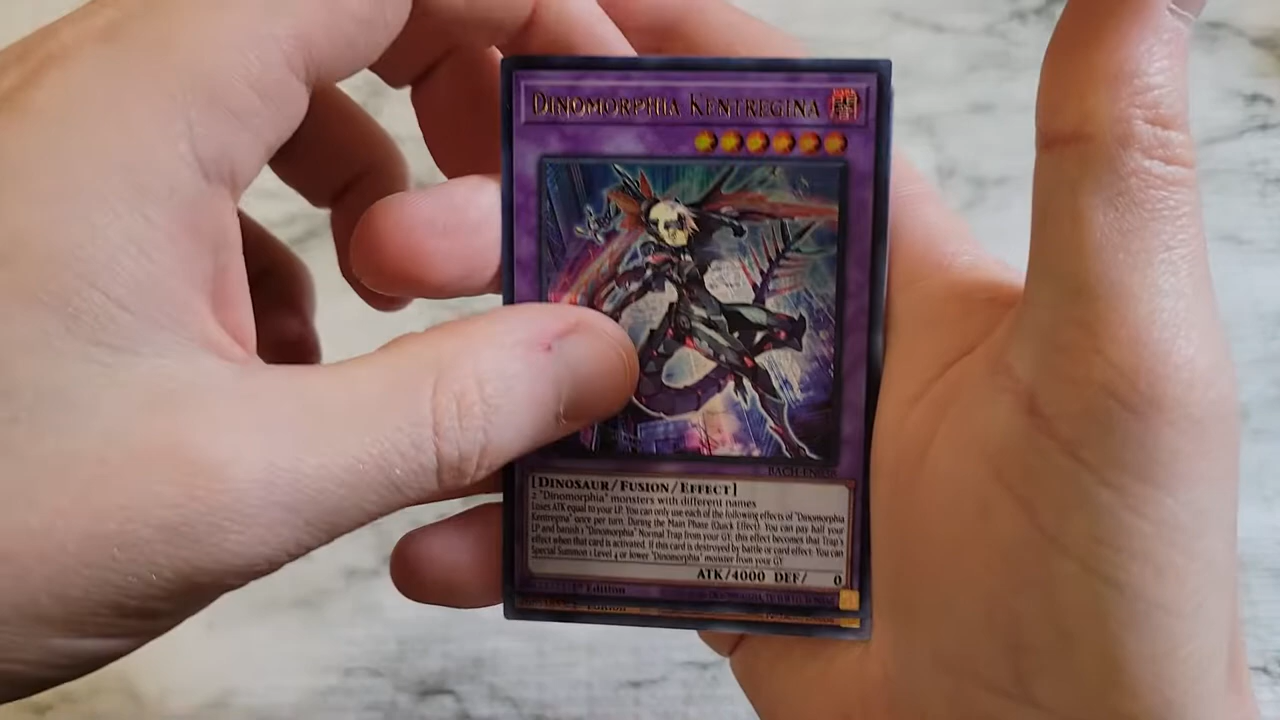 DINOMORPHIA KENTREGINA
[DINOSAUR/FUSION/EFFECT]
2 "Dinomorphia" monsters with different names
Loses ATK equal to your LP. You can only use each of the following effects of "Dinomorphia
Kentregina" once per turn. During the Main Phase (Quick Effect): You can pay half your
LP and banish 1 "Dinomorphia" Normal Trap from your GY; this effect becomes that Trap's
effect when that card is activated. If this card is destroyed by battle or card effect: You can
Special Summon 1 Level 4 or lower "Dinomorphia" monster from your GY.
ATK/4000 DEF/ 0
Edition
Edition